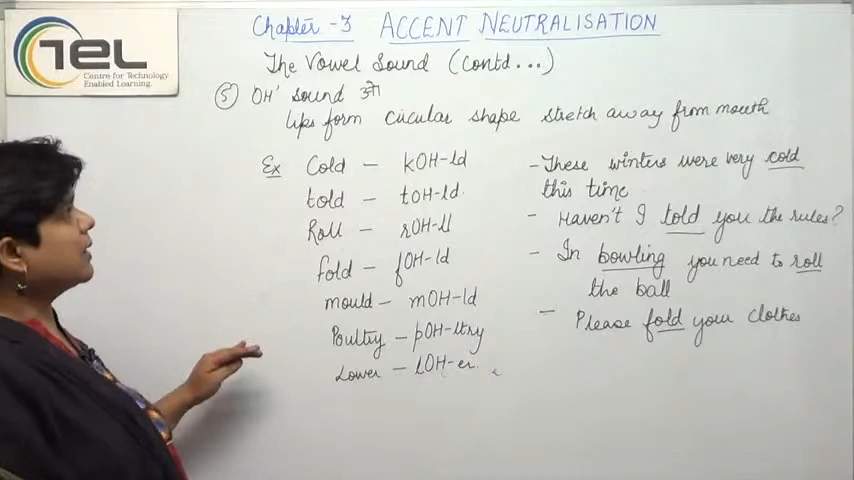 TEL
Centre for Technology
Enabled Learning.
Chapter - 3 ACCENT NEUTRALISATION
The Vowel Sound (contd...)
(5) OH' sound ओ
lips form circular shape stretch away from mouth
Ex Cold - kOH-ld
told - tOH-ld.
Roll - rOH-ll
fold - fOH-ld
mould - mOH-ld
Poultry - pOH-ltry
Lower - lOH-er.
- These winters were very cold
this time
- Haven't I told you the rules?
- In bowling you need to roll
the ball
- Please fold your clothes